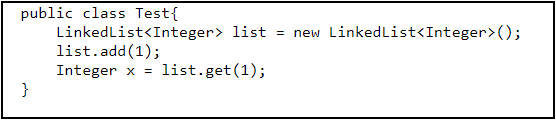 public class Test{
    LinkedList<Integer> list = new LinkedList<Integer>();
    list.add(1);
    Integer x = list.get(1);
}